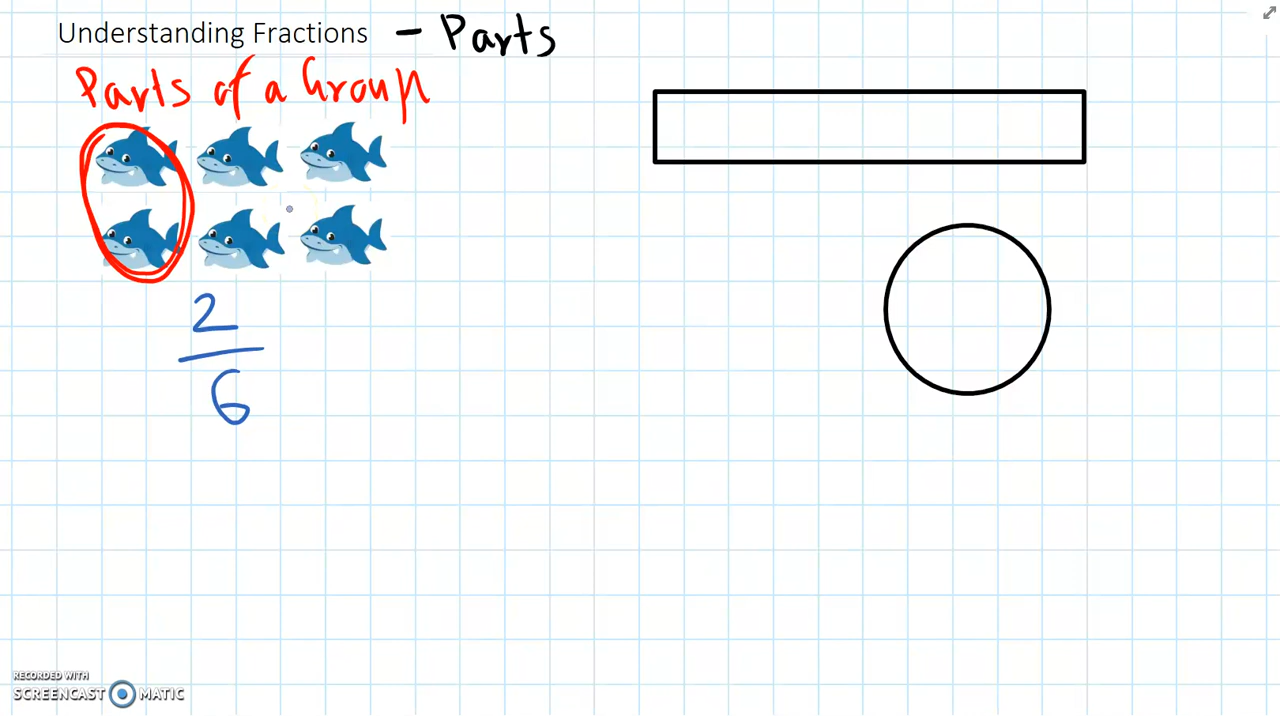 Understanding Fractions - Parts
Parts of a Group
2
6
RECORDED WITH
SCREENCAST MATIC